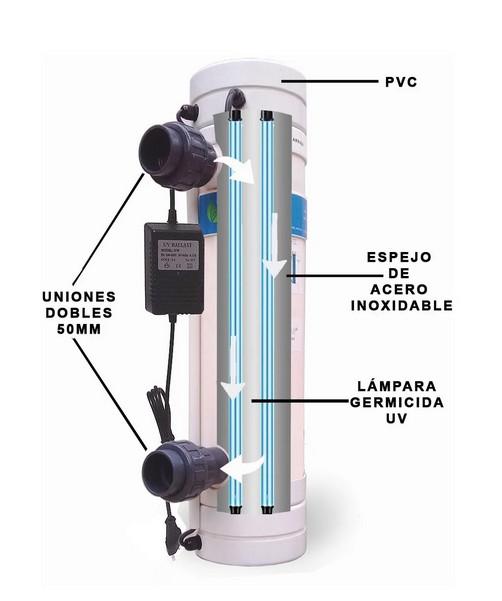 PVC
UV BALLAST
ESPEJO
DE
ACERO
INOXIDABLE
UNIONES
DOBLES
50MM
LÁMPARA
GERMICIDA
UV